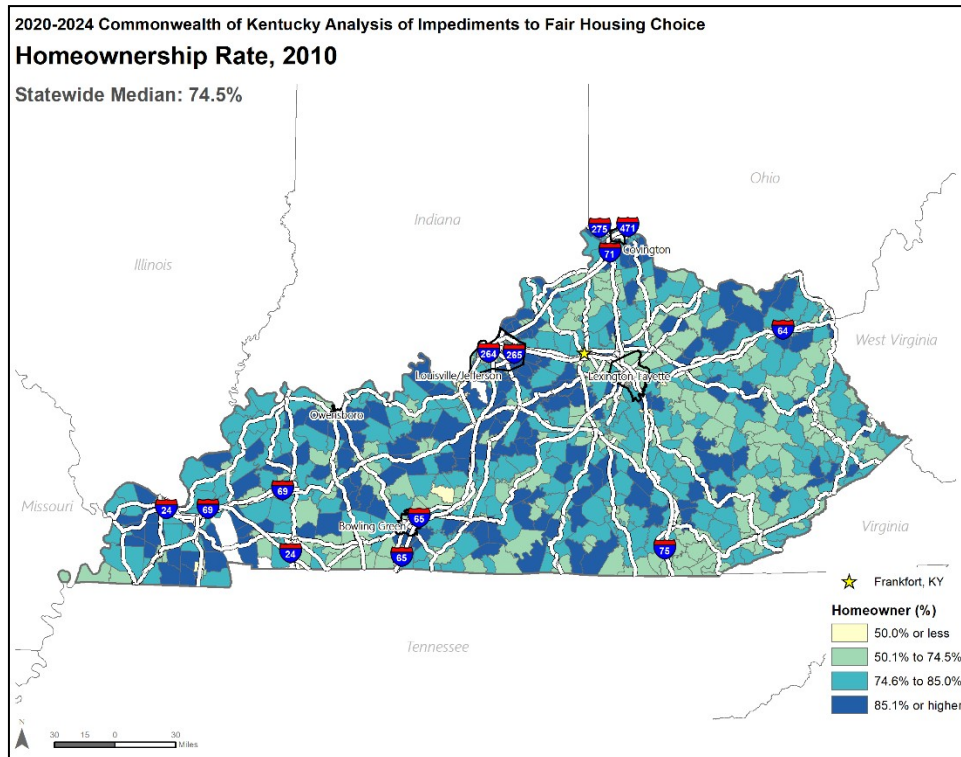 2020-2024 Commonwealth of Kentucky Analysis of Impediments to Fair Housing Choice
Homeownership Rate, 2010
Statewide Median: 74.5%
Ohio
Indiana
275
471
Illinois
71
Covington
64
West Virginia
264
265
Louisville/Jefferson
Lexington-Fayette
Owensboro
69
Missouri
24
69
65
Bowling Green
Virginia
24
65
75
Frankfort, KY
Homeowner (%)
50.0% or less
50.1% to 74.5%
74.6% to 85.0%
85.1% or higher
Tennessee
N
30 15 0 30
Miles